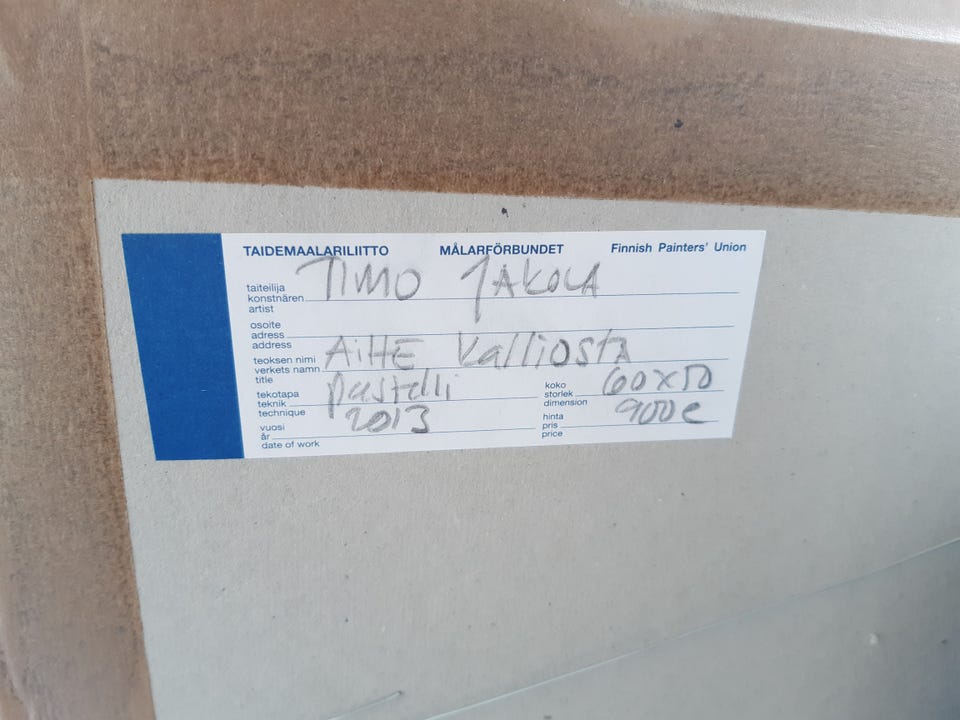 TAIDEMAALARILIITTO MÅLARFÖRBUNDET Finnish Painters' Union
taiteilija
konstnären TIMO JAKOLA
artist
osoite
adress
address
teoksen nimi
verkets namn AiHE Kalliosta
title
tekotapa
teknik pastelli
technique
koko
storlek 60x50
dimension
vuosi
år 2013
date of work
hinta
pris 900e
price